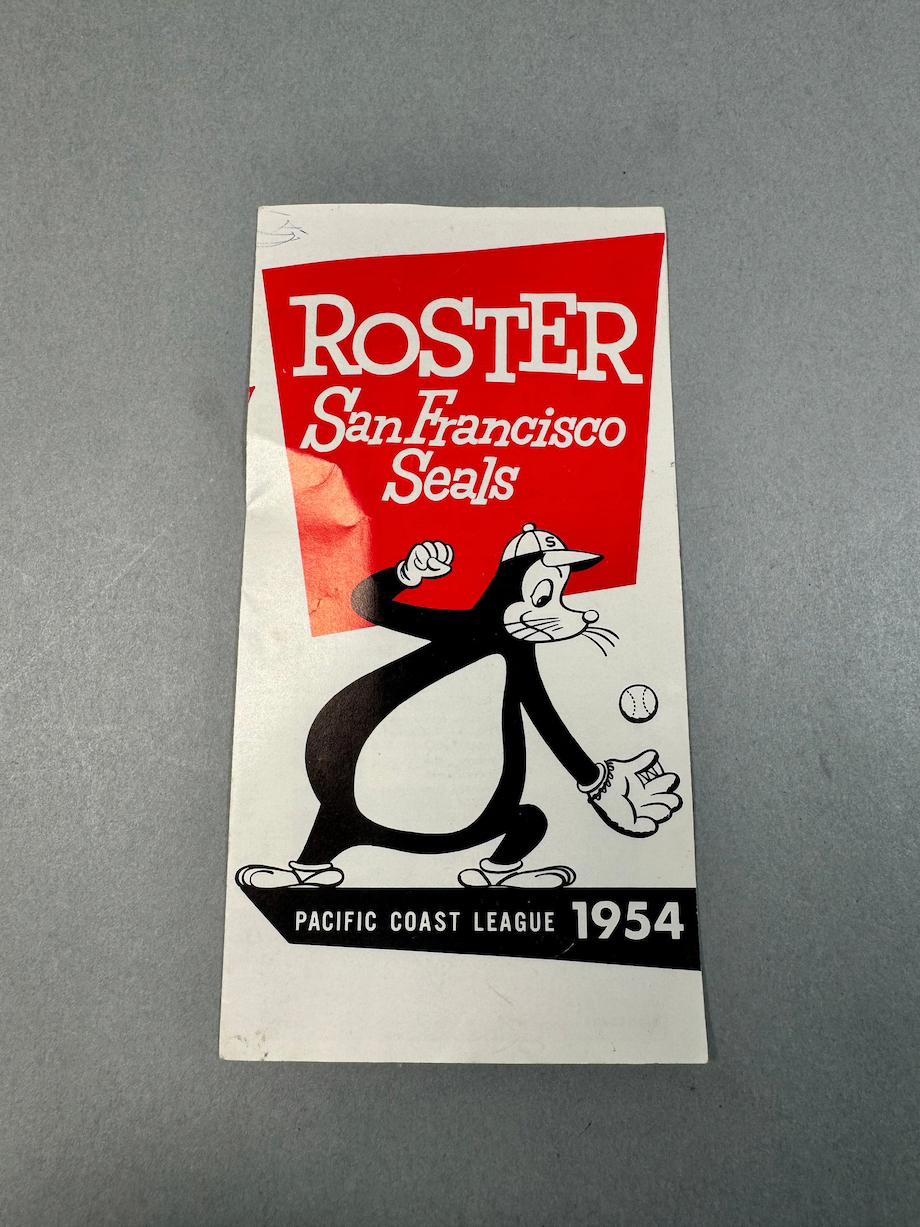 ROSTER
San Francisco
Seals
S
PACIFIC COAST LEAGUE 1954